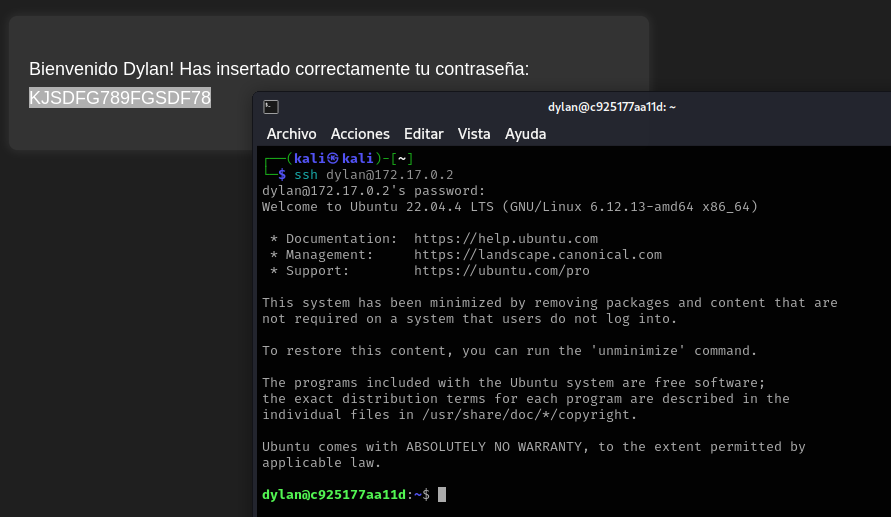 Bienvenido Dylan! Has insertado correctamente tu contraseña:
KJSDFG789FGSDF78
dylan@c925177aa11d: ~
Archivo Acciones Editar Vista Ayuda
┌──(kali㉿kali)-[~]
└─$ ssh dylan@172.17.0.2
dylan@172.17.0.2's password:
Welcome to Ubuntu 22.04.4 LTS (GNU/Linux 6.12.13-amd64 x86_64)
* Documentation: https://help.ubuntu.com
* Management: https://landscape.canonical.com
* Support: https://ubuntu.com/pro
This system has been minimized by removing packages and content that are
not required on a system that users do not log into.
To restore this content, you can run the 'unminimize' command.
The programs included with the Ubuntu system are free software;
the exact distribution terms for each program are described in the
individual files in /usr/share/doc/*/copyright.
Ubuntu comes with ABSOLUTELY NO WARRANTY, to the extent permitted by
applicable law.
dylan@c925177aa11d:~$